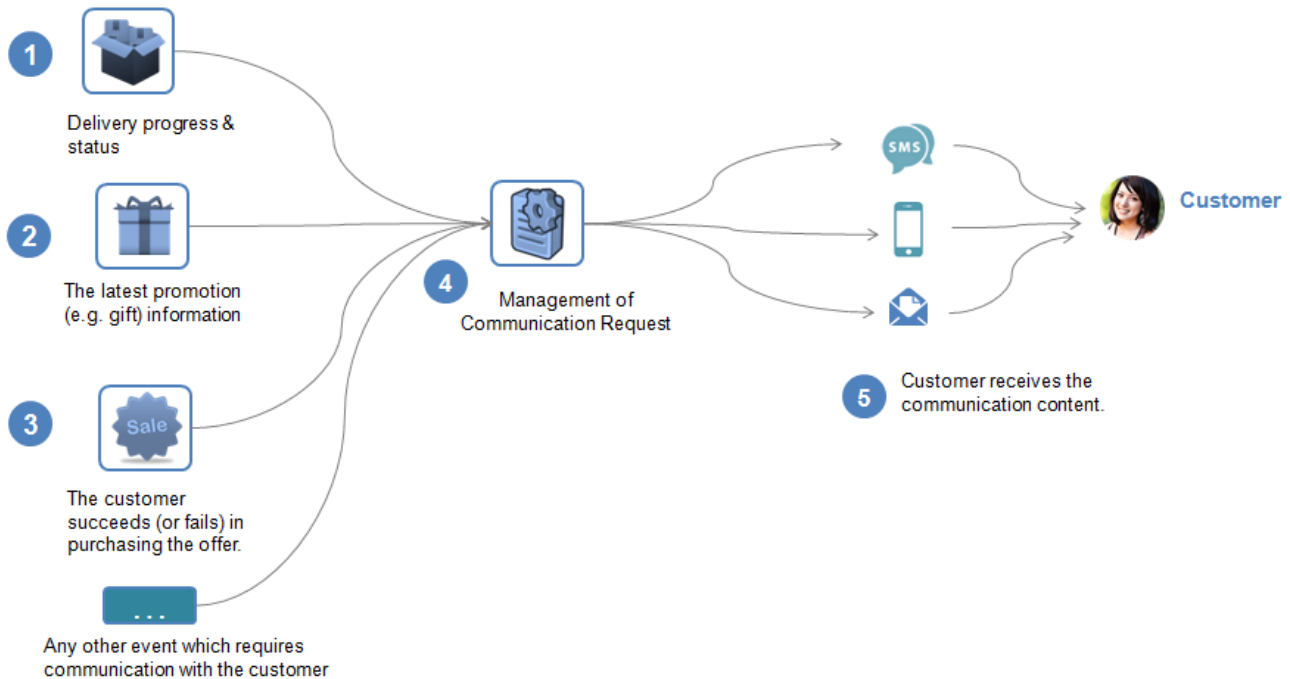 1
Delivery progress &
status
2
The latest promotion
(e.g. gift) information
3
Sale
The customer
succeeds (or fails) in
purchasing the offer.
...
Any other event which requires
communication with the customer
4
Management of
Communication Request
SMS
Customer
5
Customer receives the
communication content.